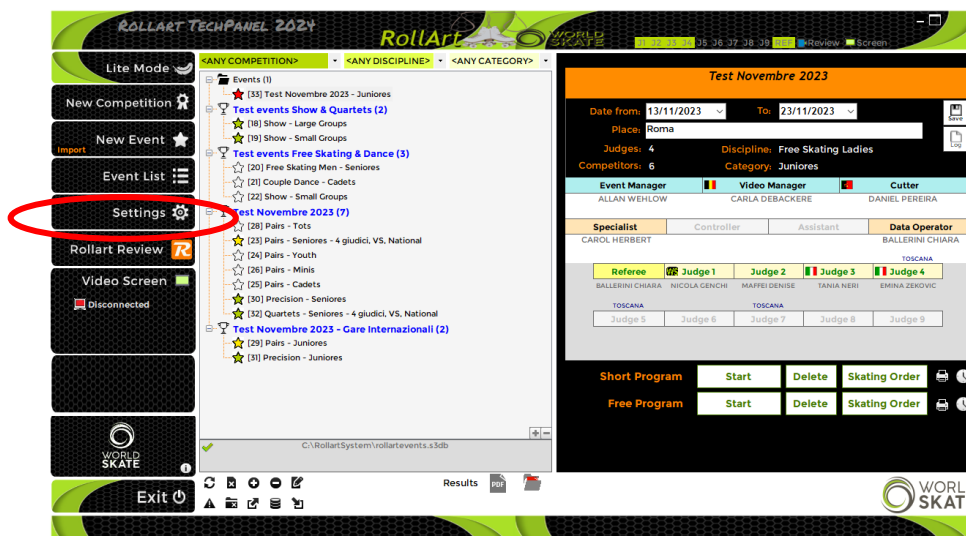 ROLLART TECHPANEL 2024
RollArt
WORLD SKATE
J1 J2 J3 J4 J5 J6 J7 J8 J9 REF Review Screen
Lite Mode
New Competition
New Event
Import
Event List
Settings
Rollart Review
Video Screen
Disconnected
WORLD
SKATE
Exit
<ANY COMPETITION> <ANY DISCIPLINE> <ANY CATEGORY>
Events (1)
[33] Test Novembre 2023 - Juniores
Test events Show & Quartets (2)
[18] Show - Large Groups
[19] Show - Small Groups
Test events Free Skating & Dance (3)
[20] Free Skating Men - Seniores
[21] Couple Dance - Cadets
[22] Show - Small Groups
Test Novembre 2023 (7)
[28] Pairs - Tots
[23] Pairs - Seniores - 4 giudici, VS, National
[24] Pairs - Youth
[26] Pairs - Minis
[25] Pairs - Cadets
[30] Precision - Seniores
[32] Quartets - Seniores - 4 giudici, VS, National
Test Novembre 2023 - Gare Internazionali (2)
[29] Pairs - Juniores
[31] Precision - Juniores
C:\RollartSystem\rollartevents.s3db
Results PDF
Test Novembre 2023
Date from: 13/11/2023 To: 23/11/2023
Save
Place: Roma
Log
Judges: 4 Discipline: Free Skating Ladies
Competitors: 6 Category: Juniores
Event Manager Video Manager Cutter
ALLAN WEHLOW CARLA DEBACKERE DANIEL PEREIRA
Specialist Controller Assistant Data Operator
CAROL HERBERT BALLERINI CHIARA
TOSCANA
Referee Judge 1 Judge 2 Judge 3 Judge 4
BALLERINI CHIARA NICOLA GENCHI MAFFEI DENISE TANIA NERI EMINA ZEKOVIC
TOSCANA TOSCANA
Judge 5 Judge 6 Judge 7 Judge 8 Judge 9
Short Program Start Delete Skating Order
Free Program Start Delete Skating Order
WORL
SKAT